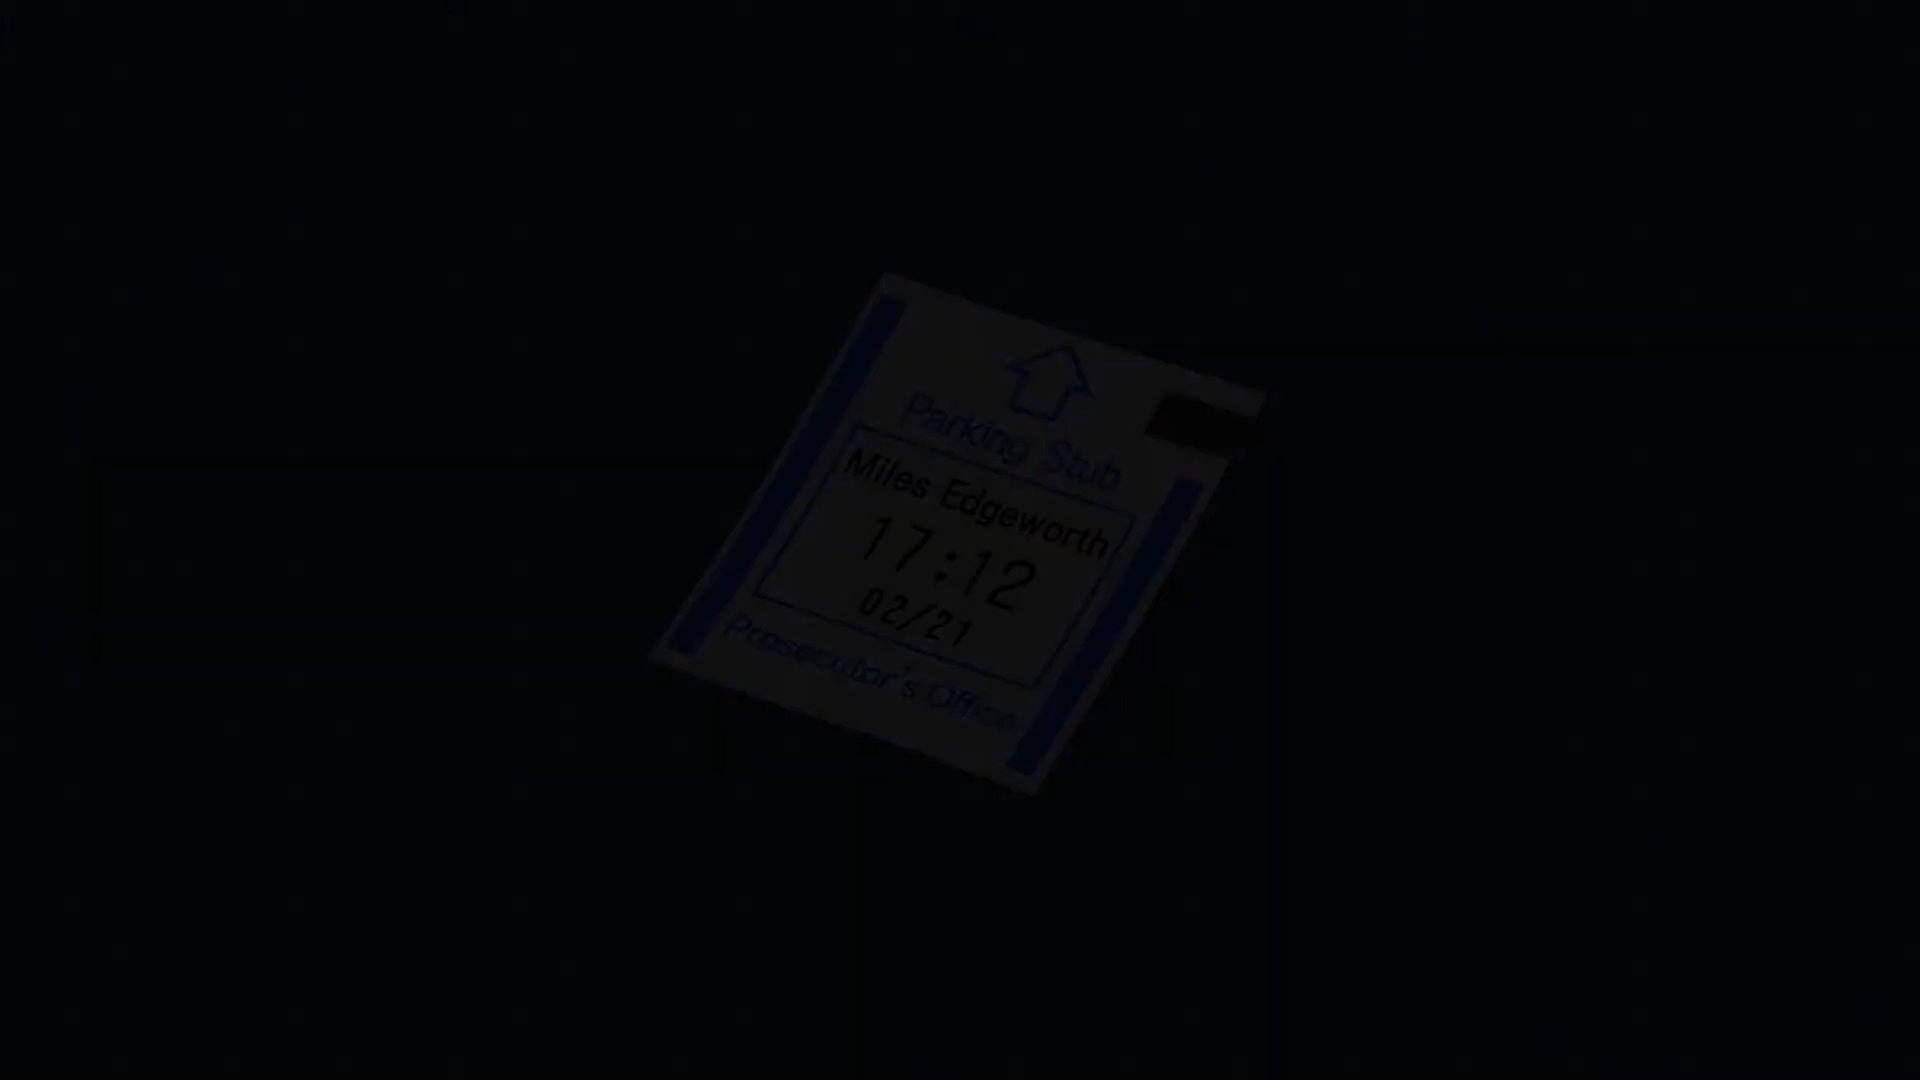 Parking Stub
Miles Edgeworth
17:12
02/21
Prosecutor's Office